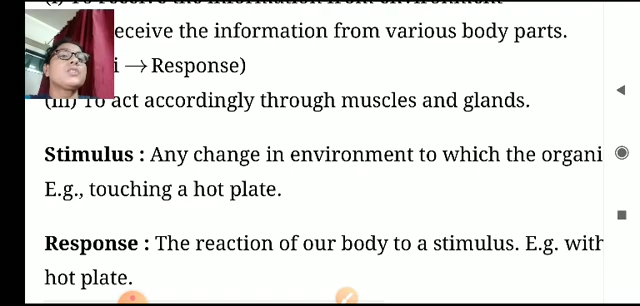 eceive the information from various body parts.
i → Response)
(iii) To act accordingly through muscles and glands.
Stimulus : Any change in environment to which the organi
E.g., touching a hot plate.
Response : The reaction of our body to a stimulus. E.g. with
hot plate.